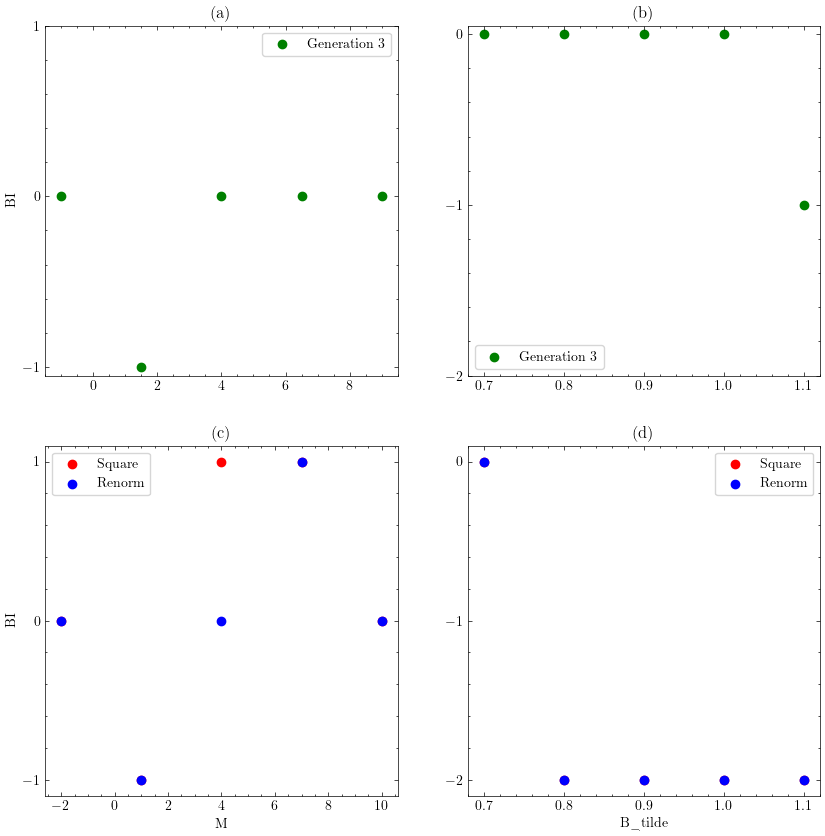 (a)
1
0
−1
BI
0
2
4
6
8
Generation 3
(b)
0
−1
−2
0.7
0.8
0.9
1.0
1.1
Generation 3
(c)
1
0
−1
BI
−2
0
2
4
6
8
10
M
Square
Renorm
(d)
0
−1
−2
0.7
0.8
0.9
1.0
1.1
B_tilde
Square
Renorm